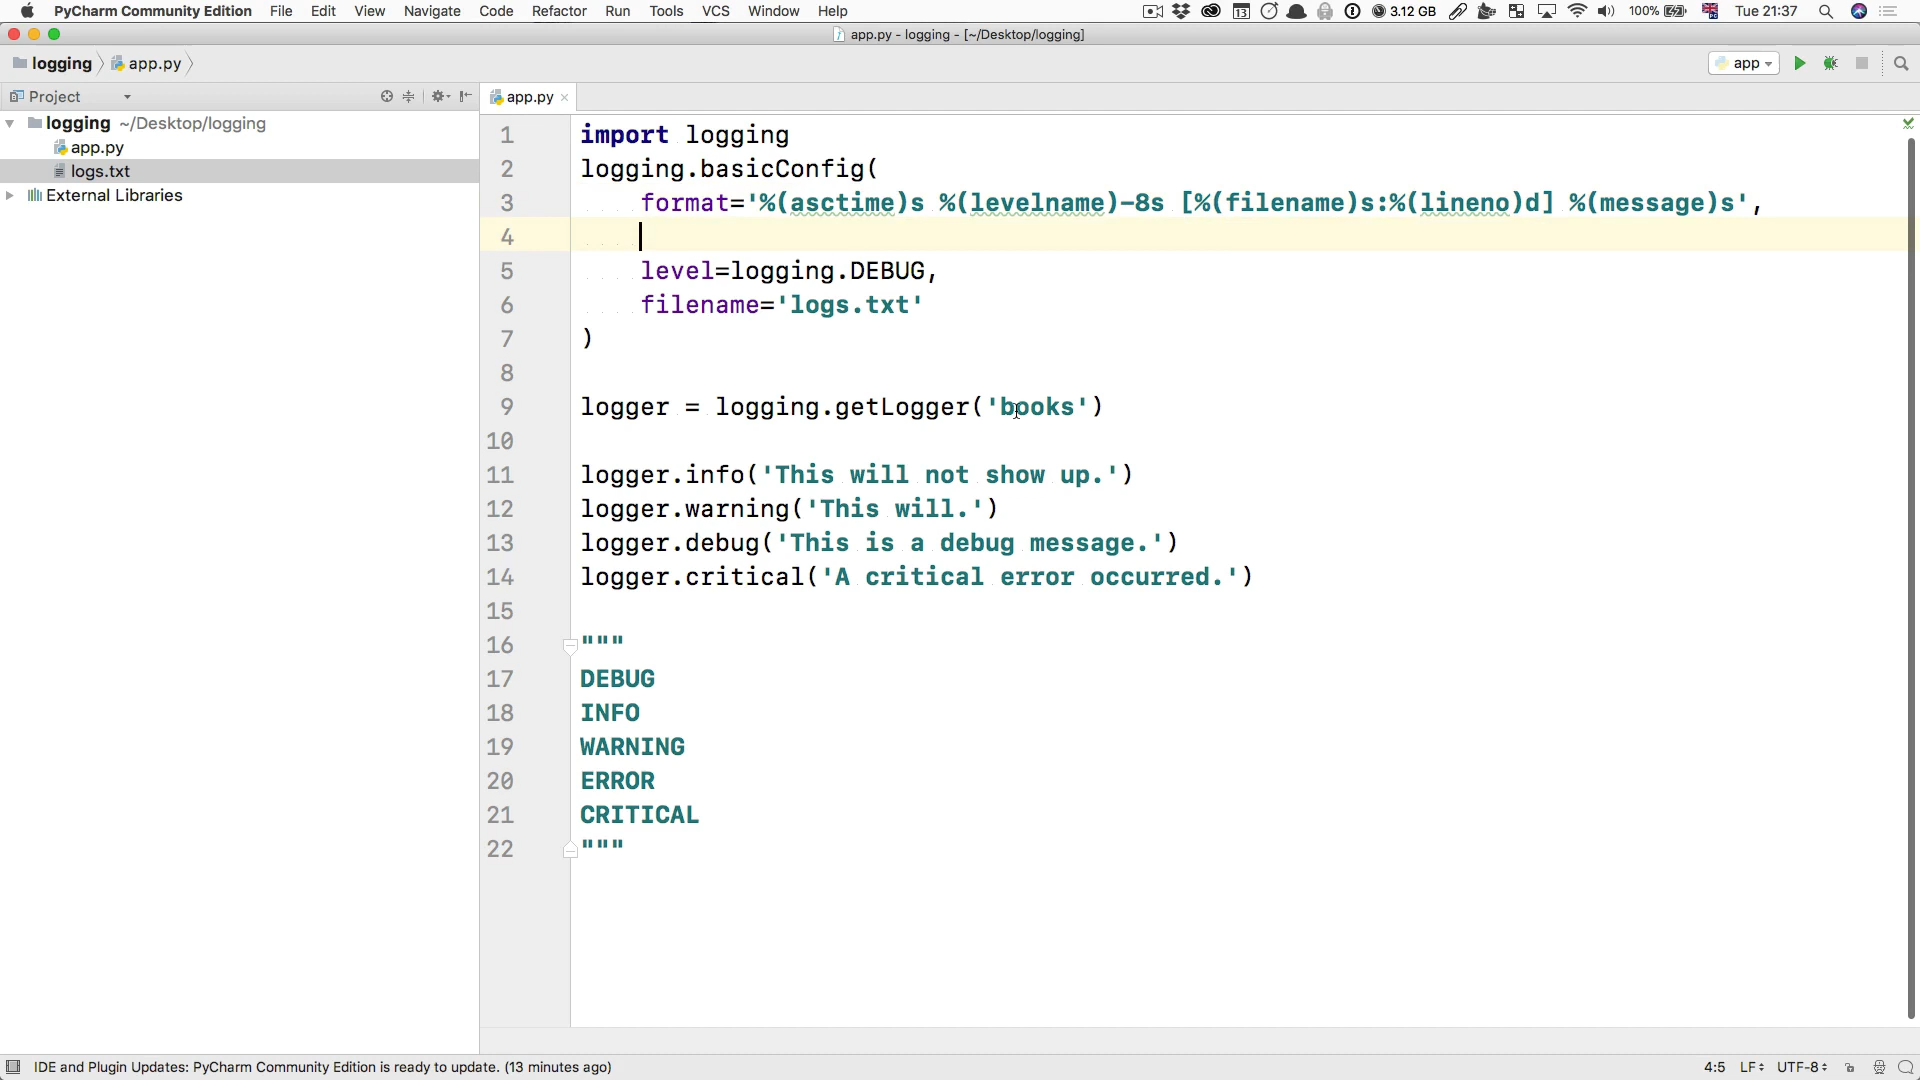 PyCharm Community Edition File Edit View Navigate Code Refactor Run Tools VCS Window Help 13 3.12 GB 100% Tue 21:37
app.py - logging - [~/Desktop/logging]
logging app.py app
Project app.py
logging ~/Desktop/logging
app.py
logs.txt
External Libraries
1 import logging
2 logging.basicConfig(
3 format='%(asctime)s %(levelname)-8s [%(filename)s:%(lineno)d] %(message)s',
4
5 level=logging.DEBUG,
6 filename='logs.txt'
7 )
8
9 logger = logging.getLogger('books')
10
11 logger.info('This will not show up.')
12 logger.warning('This will.')
13 logger.debug('This is a debug message.')
14 logger.critical('A critical error occurred.')
15
16 """
17 DEBUG
18 INFO
19 WARNING
20 ERROR
21 CRITICAL
22 """
IDE and Plugin Updates: PyCharm Community Edition is ready to update. (13 minutes ago) 4:5 LF UTF-8